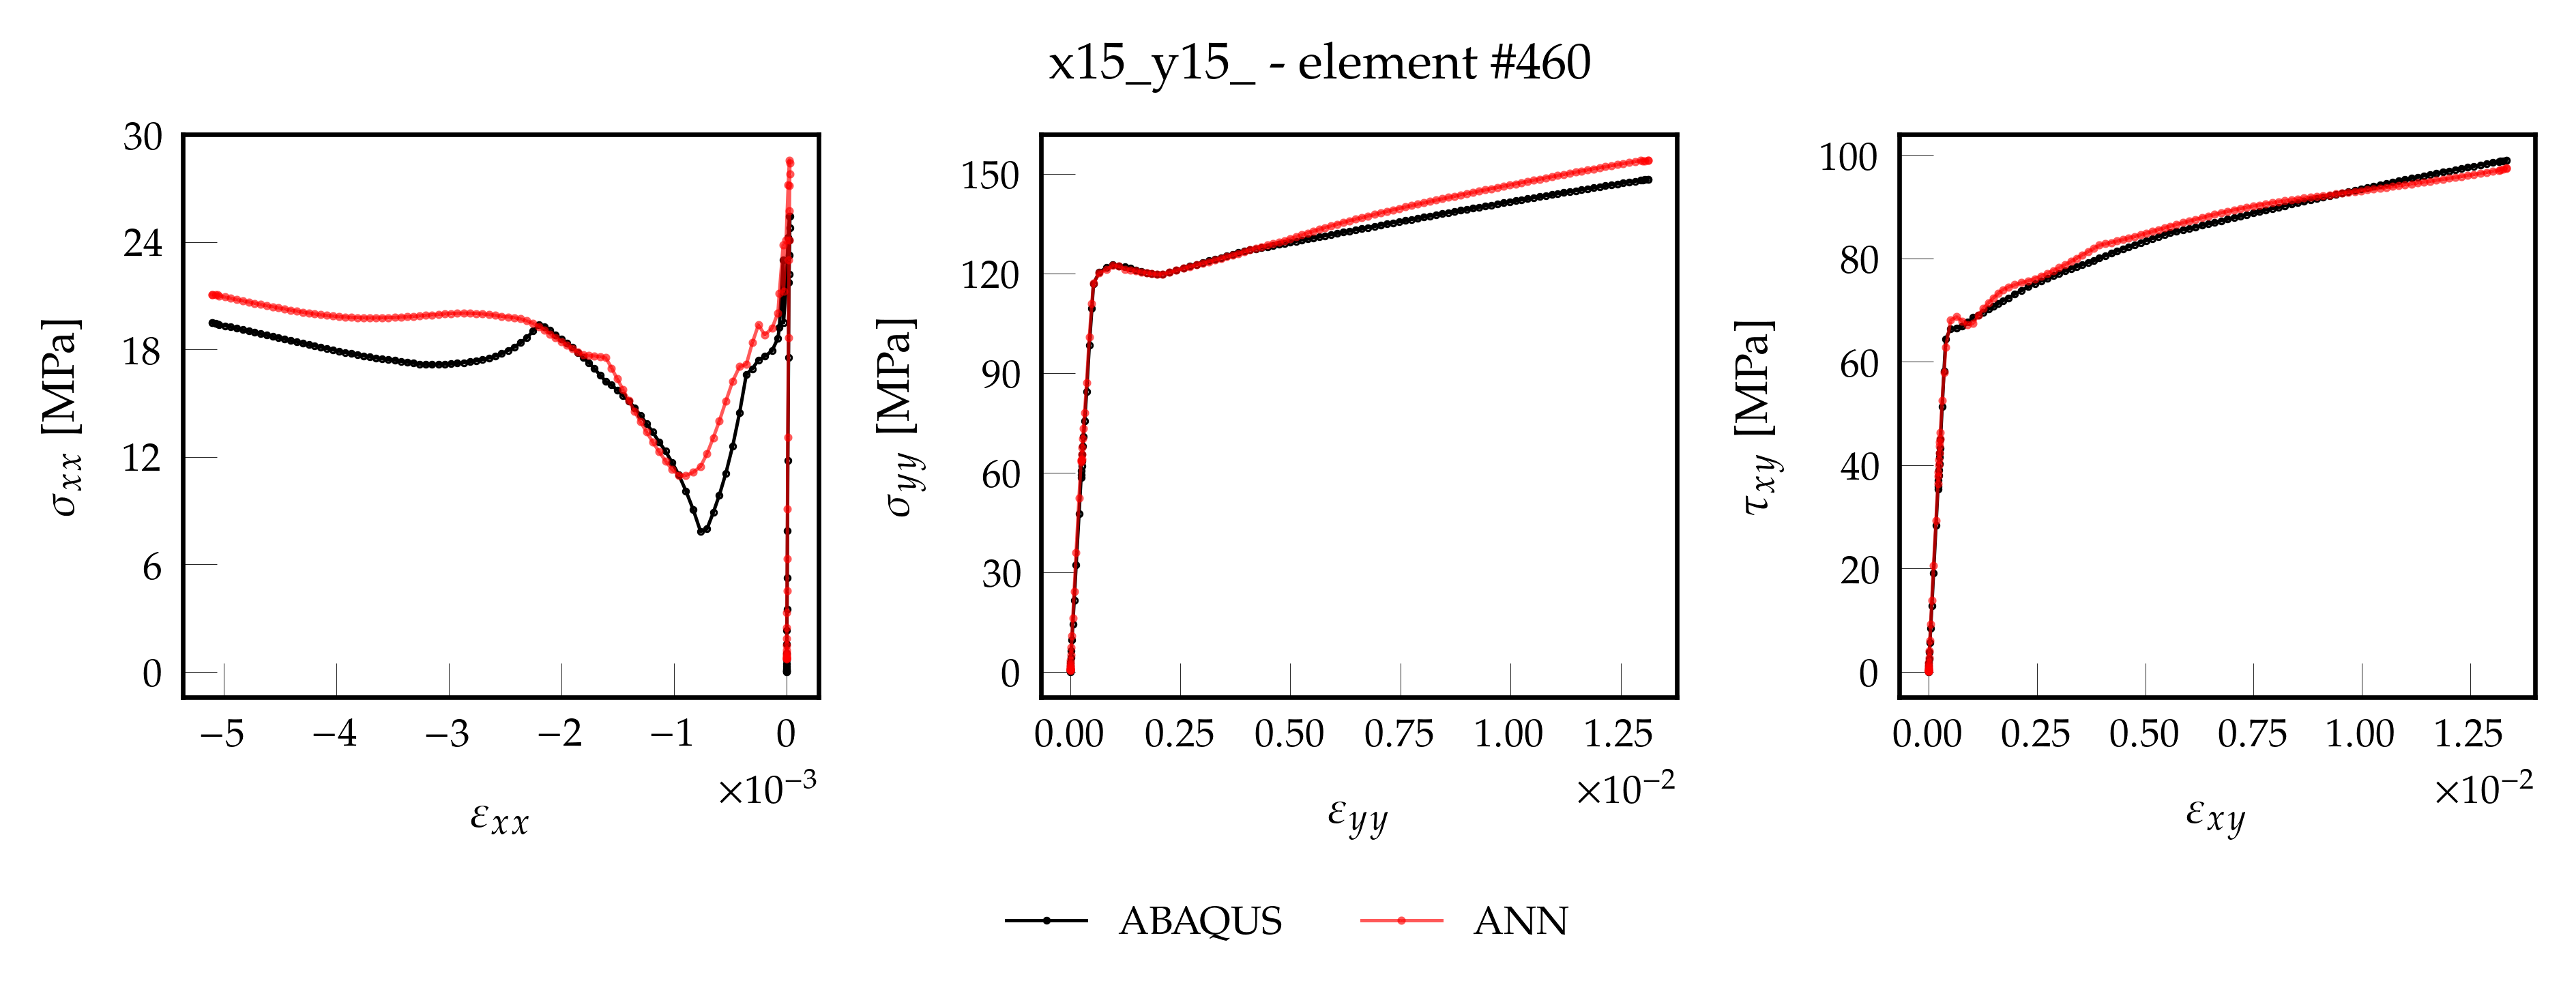 x15_y15_ - element #460
30
24
18
12
6
0
σxx [MPa]
−5 −4 −3 −2 −1 0
×10−3
εxx
150
120
90
60
30
0
σyy [MPa]
0.00 0.25 0.50 0.75 1.00 1.25
×10−2
εyy
100
80
60
40
20
0
τxy [MPa]
0.00 0.25 0.50 0.75 1.00 1.25
×10−2
εxy
ABAQUS ANN